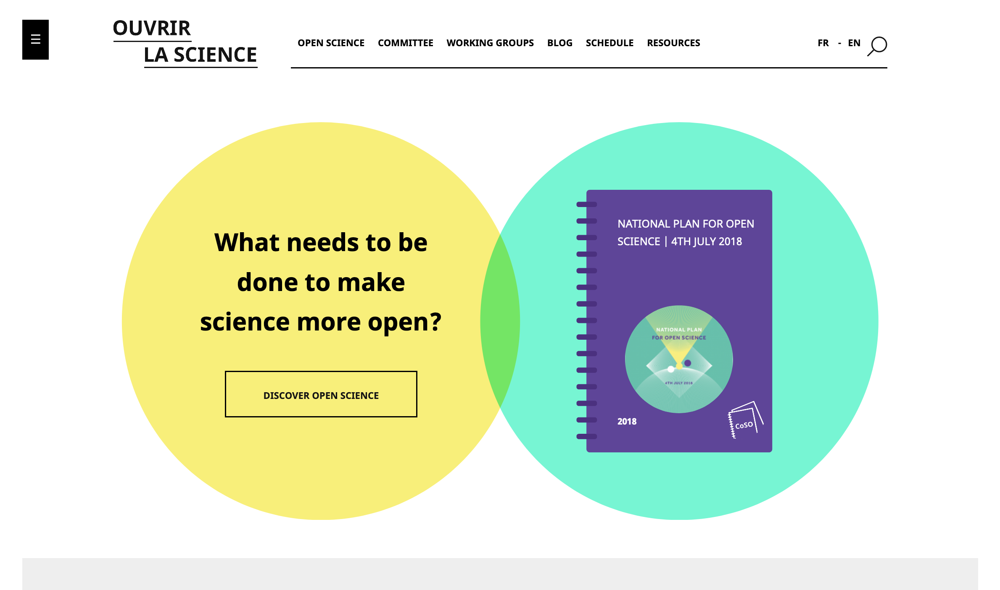 OUVRIR
LA SCIENCE
OPEN SCIENCE COMMITTEE WORKING GROUPS BLOG SCHEDULE RESOURCES FR - EN
What needs to be
done to make
science more open?
DISCOVER OPEN SCIENCE
NATIONAL PLAN FOR OPEN
SCIENCE | 4TH JULY 2018
NATIONAL PLAN
FOR OPEN SCIENCE
4TH JULY 2018
2018
CoSO